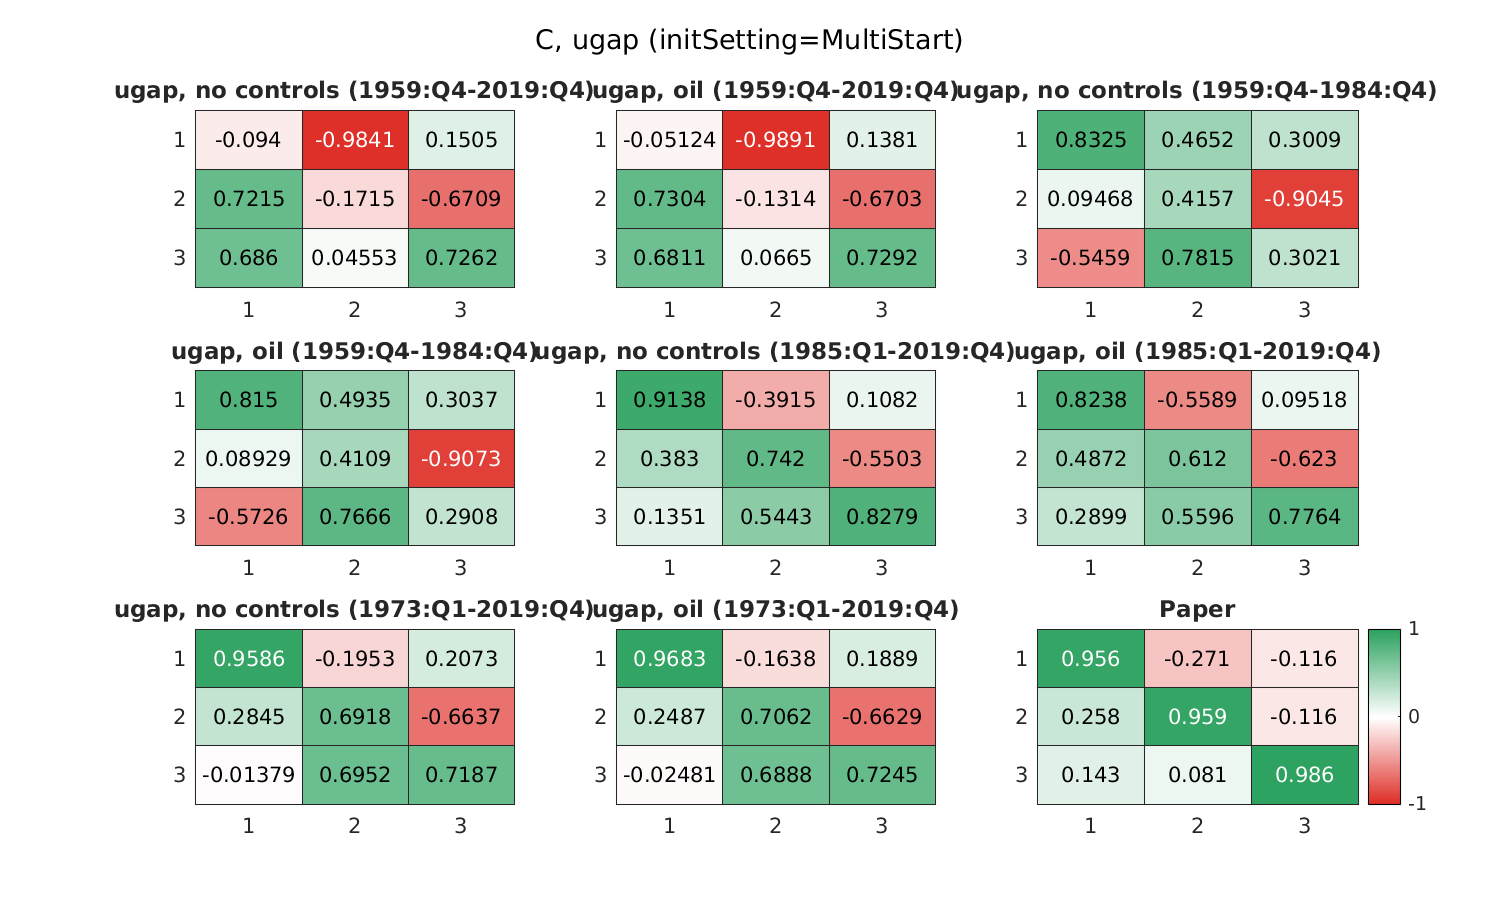 C, ugap (initSetting=MultiStart)
ugap, no controls (1959:Q4-2019:Q4)
1 -0.094 -0.9841 0.1505
2 0.7215 -0.1715 -0.6709
3 0.686 0.04553 0.7262
1 2 3
ugap, oil (1959:Q4-2019:Q4)
1 -0.05124 -0.9891 0.1381
2 0.7304 -0.1314 -0.6703
3 0.6811 0.0665 0.7292
1 2 3
ugap, no controls (1959:Q4-1984:Q4)
1 0.8325 0.4652 0.3009
2 0.09468 0.4157 -0.9045
3 -0.5459 0.7815 0.3021
1 2 3
ugap, oil (1959:Q4-1984:Q4)
1 0.815 0.4935 0.3037
2 0.08929 0.4109 -0.9073
3 -0.5726 0.7666 0.2908
1 2 3
ugap, no controls (1985:Q1-2019:Q4)
1 0.9138 -0.3915 0.1082
2 0.383 0.742 -0.5503
3 0.1351 0.5443 0.8279
1 2 3
ugap, oil (1985:Q1-2019:Q4)
1 0.8238 -0.5589 0.09518
2 0.4872 0.612 -0.623
3 0.2899 0.5596 0.7764
1 2 3
ugap, no controls (1973:Q1-2019:Q4)
1 0.9586 -0.1953 0.2073
2 0.2845 0.6918 -0.6637
3 -0.01379 0.6952 0.7187
1 2 3
ugap, oil (1973:Q1-2019:Q4)
1 0.9683 -0.1638 0.1889
2 0.2487 0.7062 -0.6629
3 -0.02481 0.6888 0.7245
1 2 3
Paper
1 0.956 -0.271 -0.116
2 0.258 0.959 -0.116
3 0.143 0.081 0.986
1 2 3
1
0
-1